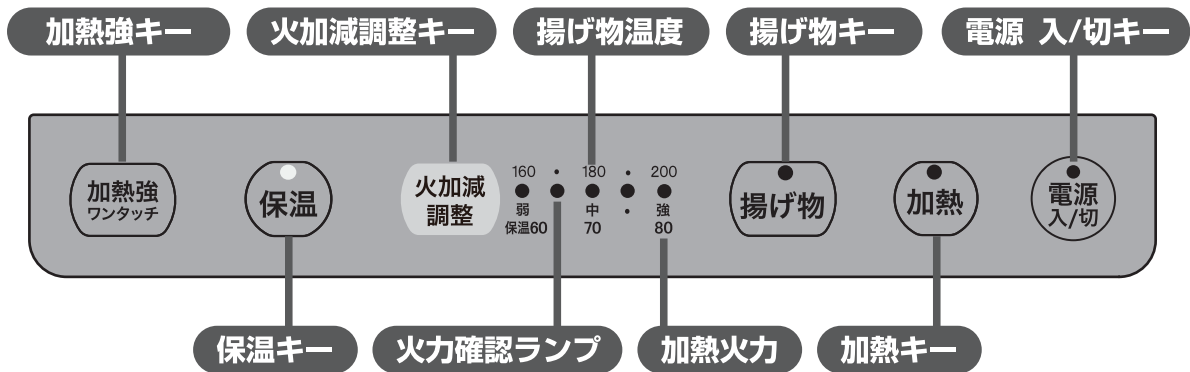 加熱強キー
火加減調整キー
揚げ物温度
揚げ物キー
電源 入/切キー
加熱強
ワンタッチ
保温
火加減
調整
160 ・ 180 ・ 200
弱 中 ・ 強
保温60 70 ・ 80
揚げ物
加熱
電源
入/切
保温キー
火力確認ランプ
加熱火力
加熱キー